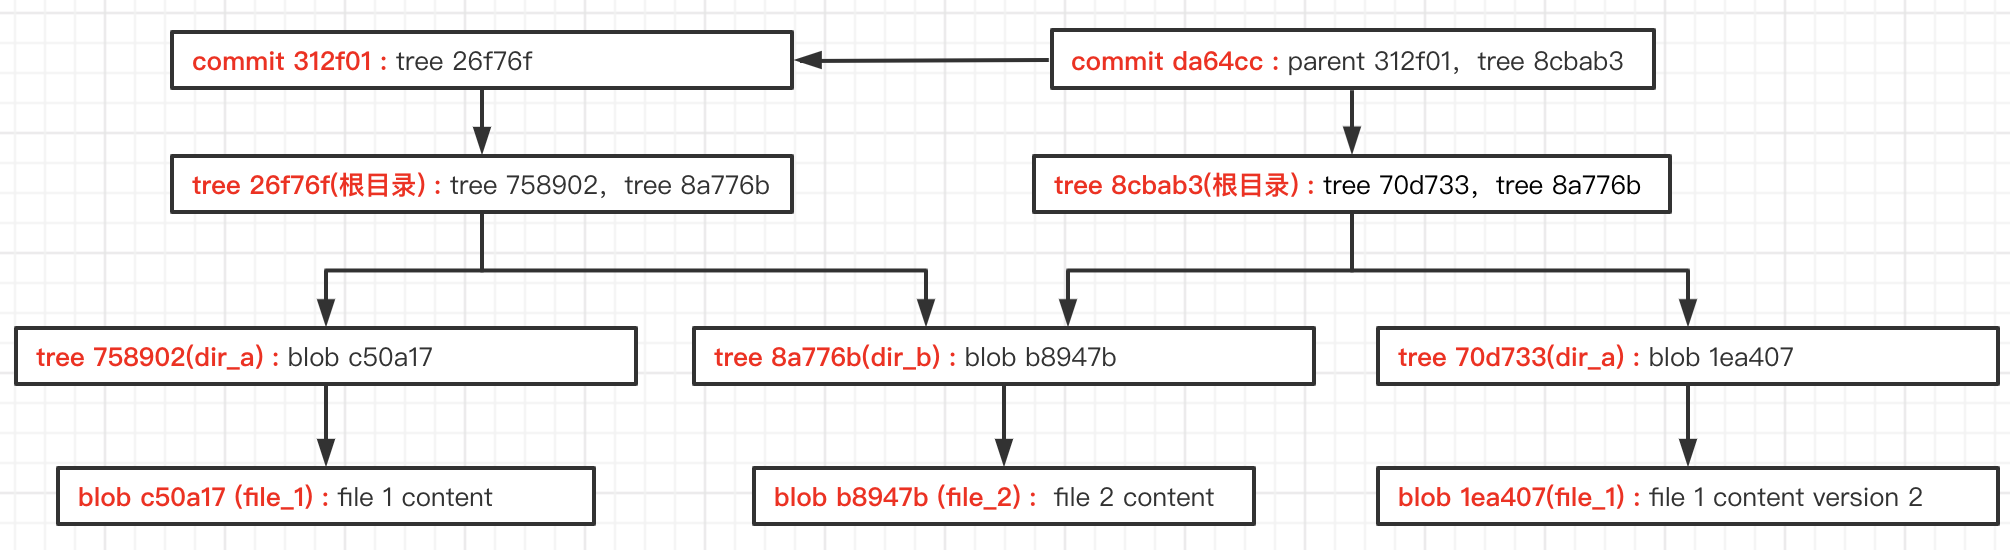 commit 312f01 : tree 26f76f
commit da64cc : parent 312f01，tree 8cbab3
tree 26f76f(根目录) : tree 758902，tree 8a776b
tree 8cbab3(根目录) : tree 70d733，tree 8a776b
tree 758902(dir_a) : blob c50a17
tree 8a776b(dir_b) : blob b8947b
tree 70d733(dir_a) : blob 1ea407
blob c50a17 (file_1) : file 1 content
blob b8947b (file_2) : file 2 content
blob 1ea407(file_1) : file 1 content version 2